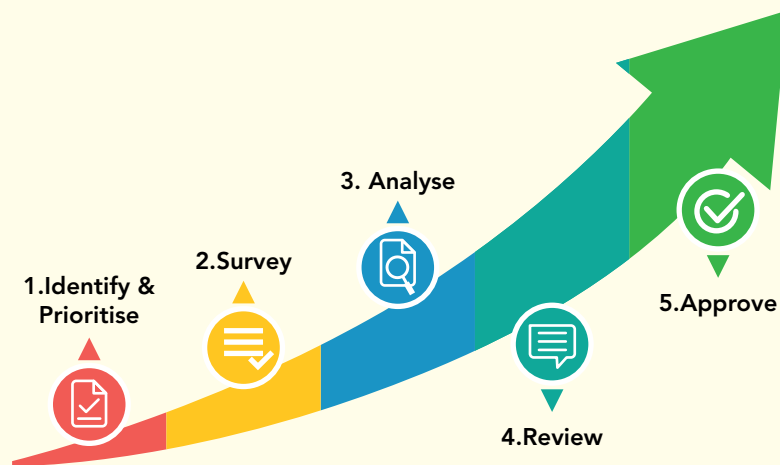 1.Identify &
Prioritise
2.Survey
3. Analyse
4.Review
5.Approve